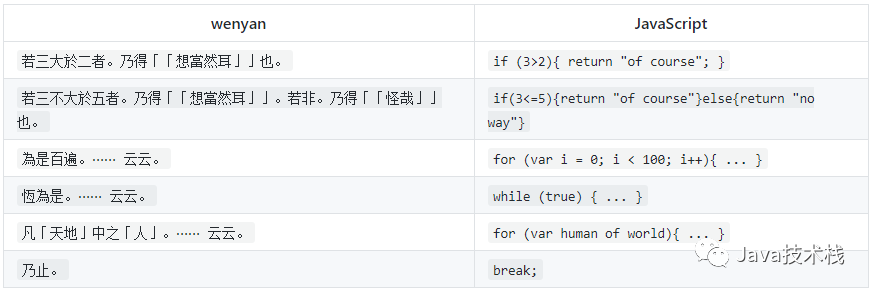 wenyan JavaScript
若三大於二者。乃得「「想當然耳」」也。 if (3>2){ return "of course"; }
若三不大於五者。乃得「「想當然耳」」。若非。乃得「「怪哉」」
也。
if(3<=5){return "of course"}else{return "no
way"}
為是百遍。⋯⋯ 云云。 for (var i = 0; i < 100; i++){ ... }
恆為是。⋯⋯ 云云。 while (true) { ... }
凡「天地」中之「人」。⋯⋯ 云云。 for (var human of world){ ... }
乃止。 break;
Java技术栈